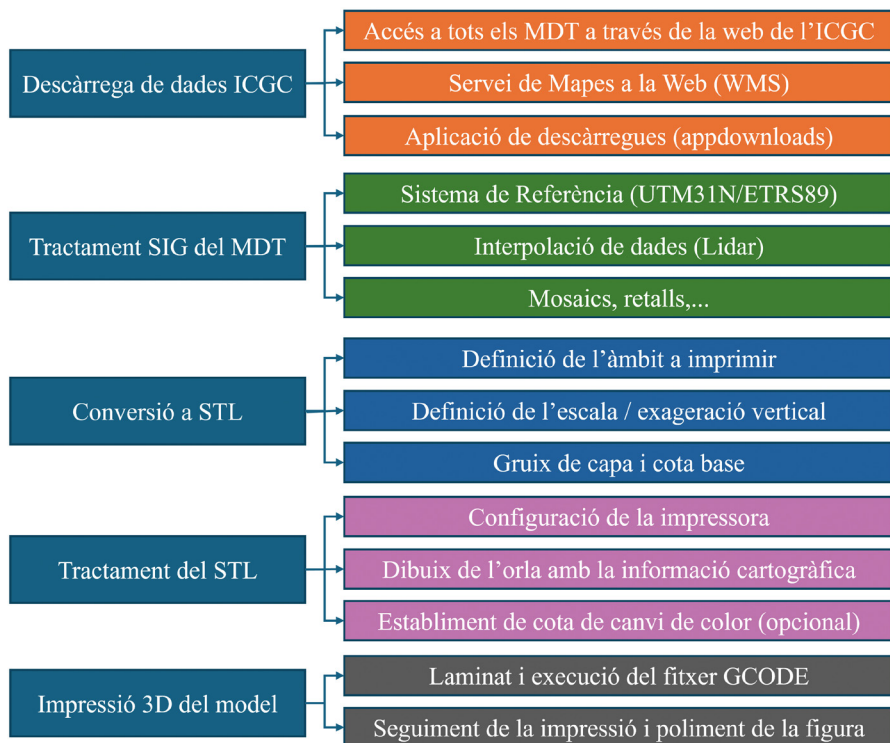 Descàrrega de dades ICGC
Accés a tots els MDT a través de la web de l’ICGC
Servei de Mapes a la Web (WMS)
Aplicació de descàrregues (appdownloads)
Tractament SIG del MDT
Sistema de Referència (UTM31N/ETRS89)
Interpolació de dades (Lidar)
Mosaics, retalls,...
Conversió a STL
Definició de l’àmbit a imprimir
Definició de l’escala / exageració vertical
Gruix de capa i cota base
Tractament del STL
Configuració de la impressora
Dibuix de l’orla amb la informació cartogràfica
Establiment de cota de canvi de color (opcional)
Impressió 3D del model
Laminat i execució del fitxer GCODE
Seguiment de la impressió i poliment de la figura